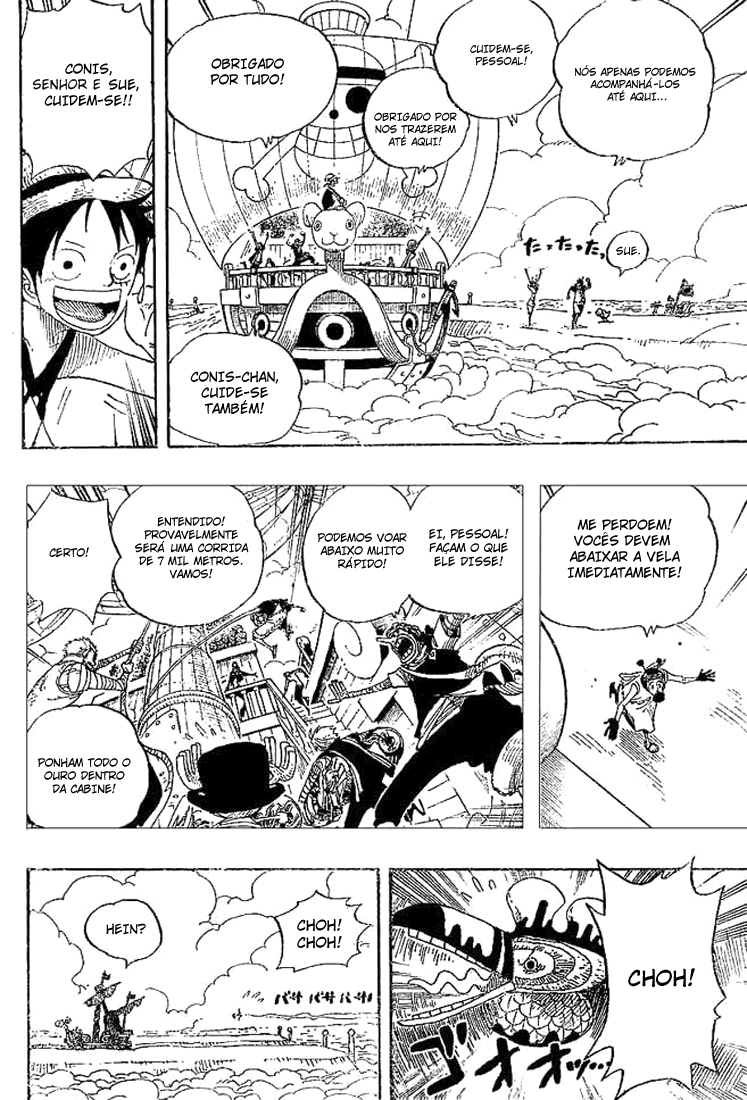 NÓS APENAS PODEMOS
ACOMPANHÁ-LOS
ATÉ AQUI...
CUIDEM-SE,
PESSOAL!
OBRIGADO POR
NOS TRAZEREM
ATÉ AQUI!
OBRIGADO
POR TUDO!
たったったっ
SUE.
CONIS-CHAN,
CUIDE-SE
TAMBÉM!
CONIS,
SENHOR E SUE,
CUIDEM-SE!!
ME PERDOEM!
VOCÊS DEVEM
ABAIXAR A VELA
IMEDIATAMENTE!
EI, PESSOAL!
FAÇAM O QUE
ELE DISSE!
PODEMOS VOAR
ABAIXO MUITO
RÁPIDO!
ENTENDIDO!
PROVAVELMENTE
SERÁ UMA CORRIDA
DE 7 MIL METROS.
VAMOS!
CERTO!
PONHAM TODO O
OURO DENTRO
DA CABINE!
CHOH!
ゴオオオ
CHOH!
CHOH!
HEIN?
バサ バサ バサ